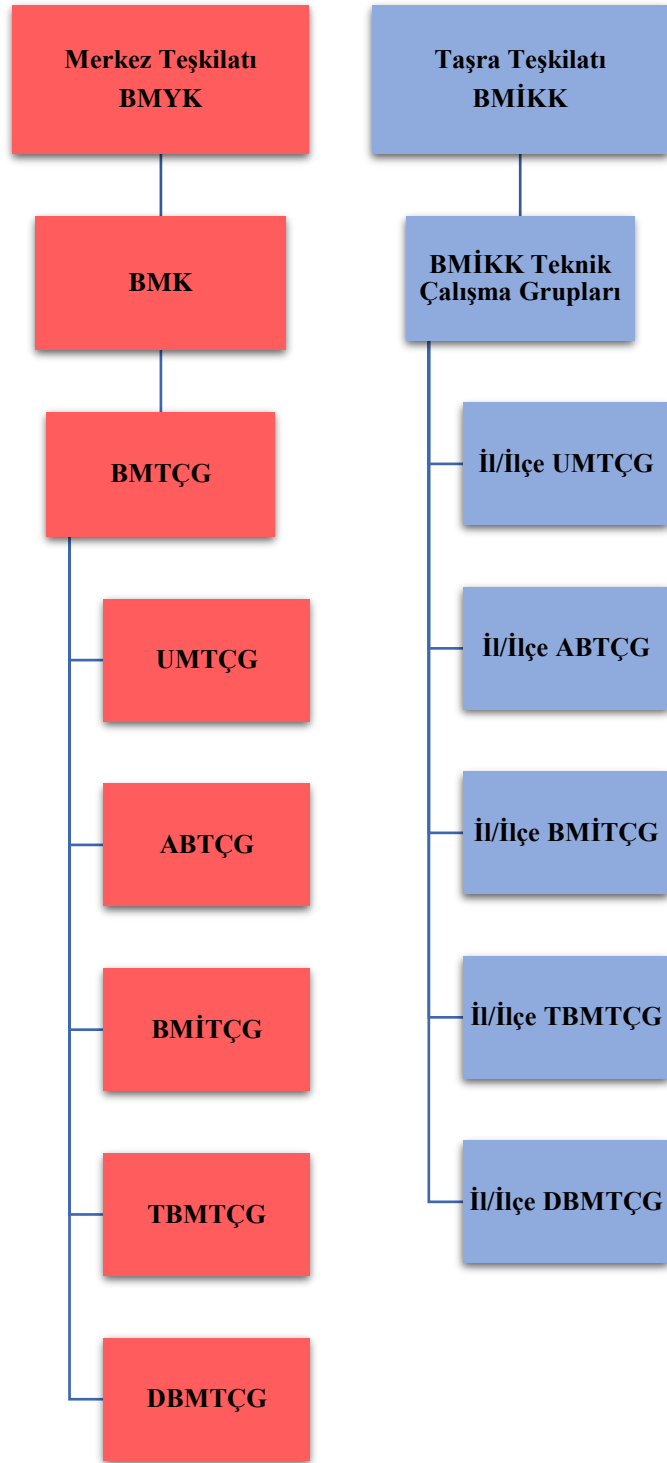 Merkez Teşkilatı
BMYK
BMK
BMTÇG
UMTÇG
ABTÇG
BMİTÇG
TBMTÇG
DBMTÇG
Taşra Teşkilatı
BMİKK
BMİKK Teknik
Çalışma Grupları
İl/İlçe UMTÇG
İl/İlçe ABTÇG
İl/İlçe BMİTÇG
İl/İlçe TBMTÇG
İl/İlçe DBMTÇG